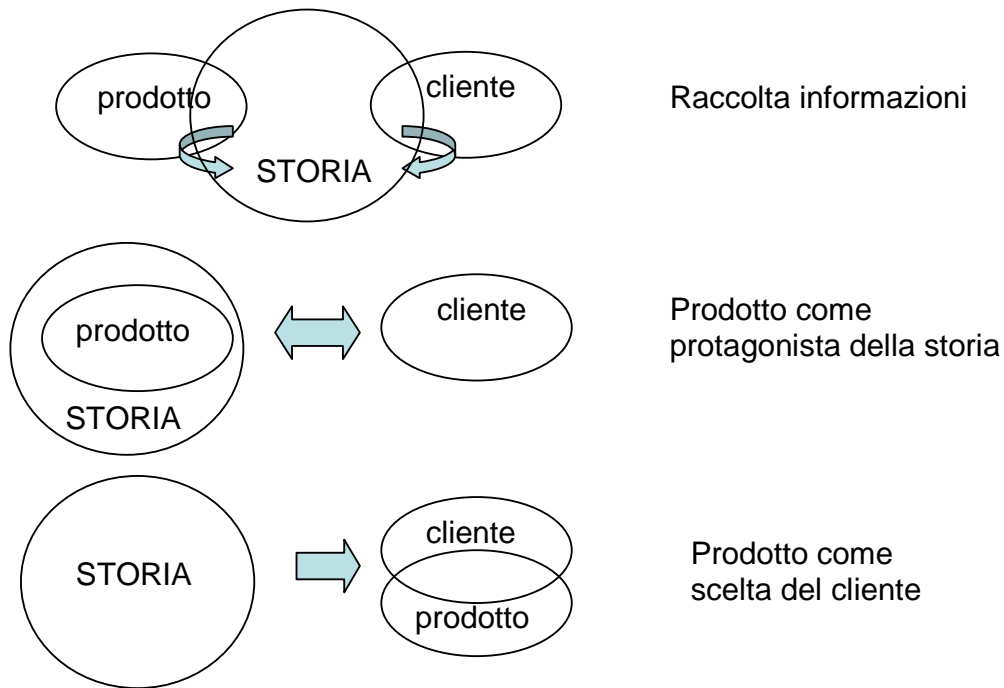 prodotto
cliente
Raccolta informazioni
STORIA
prodotto
cliente
Prodotto come
protagonista della storia
STORIA
STORIA
cliente
prodotto
Prodotto come
scelta del cliente